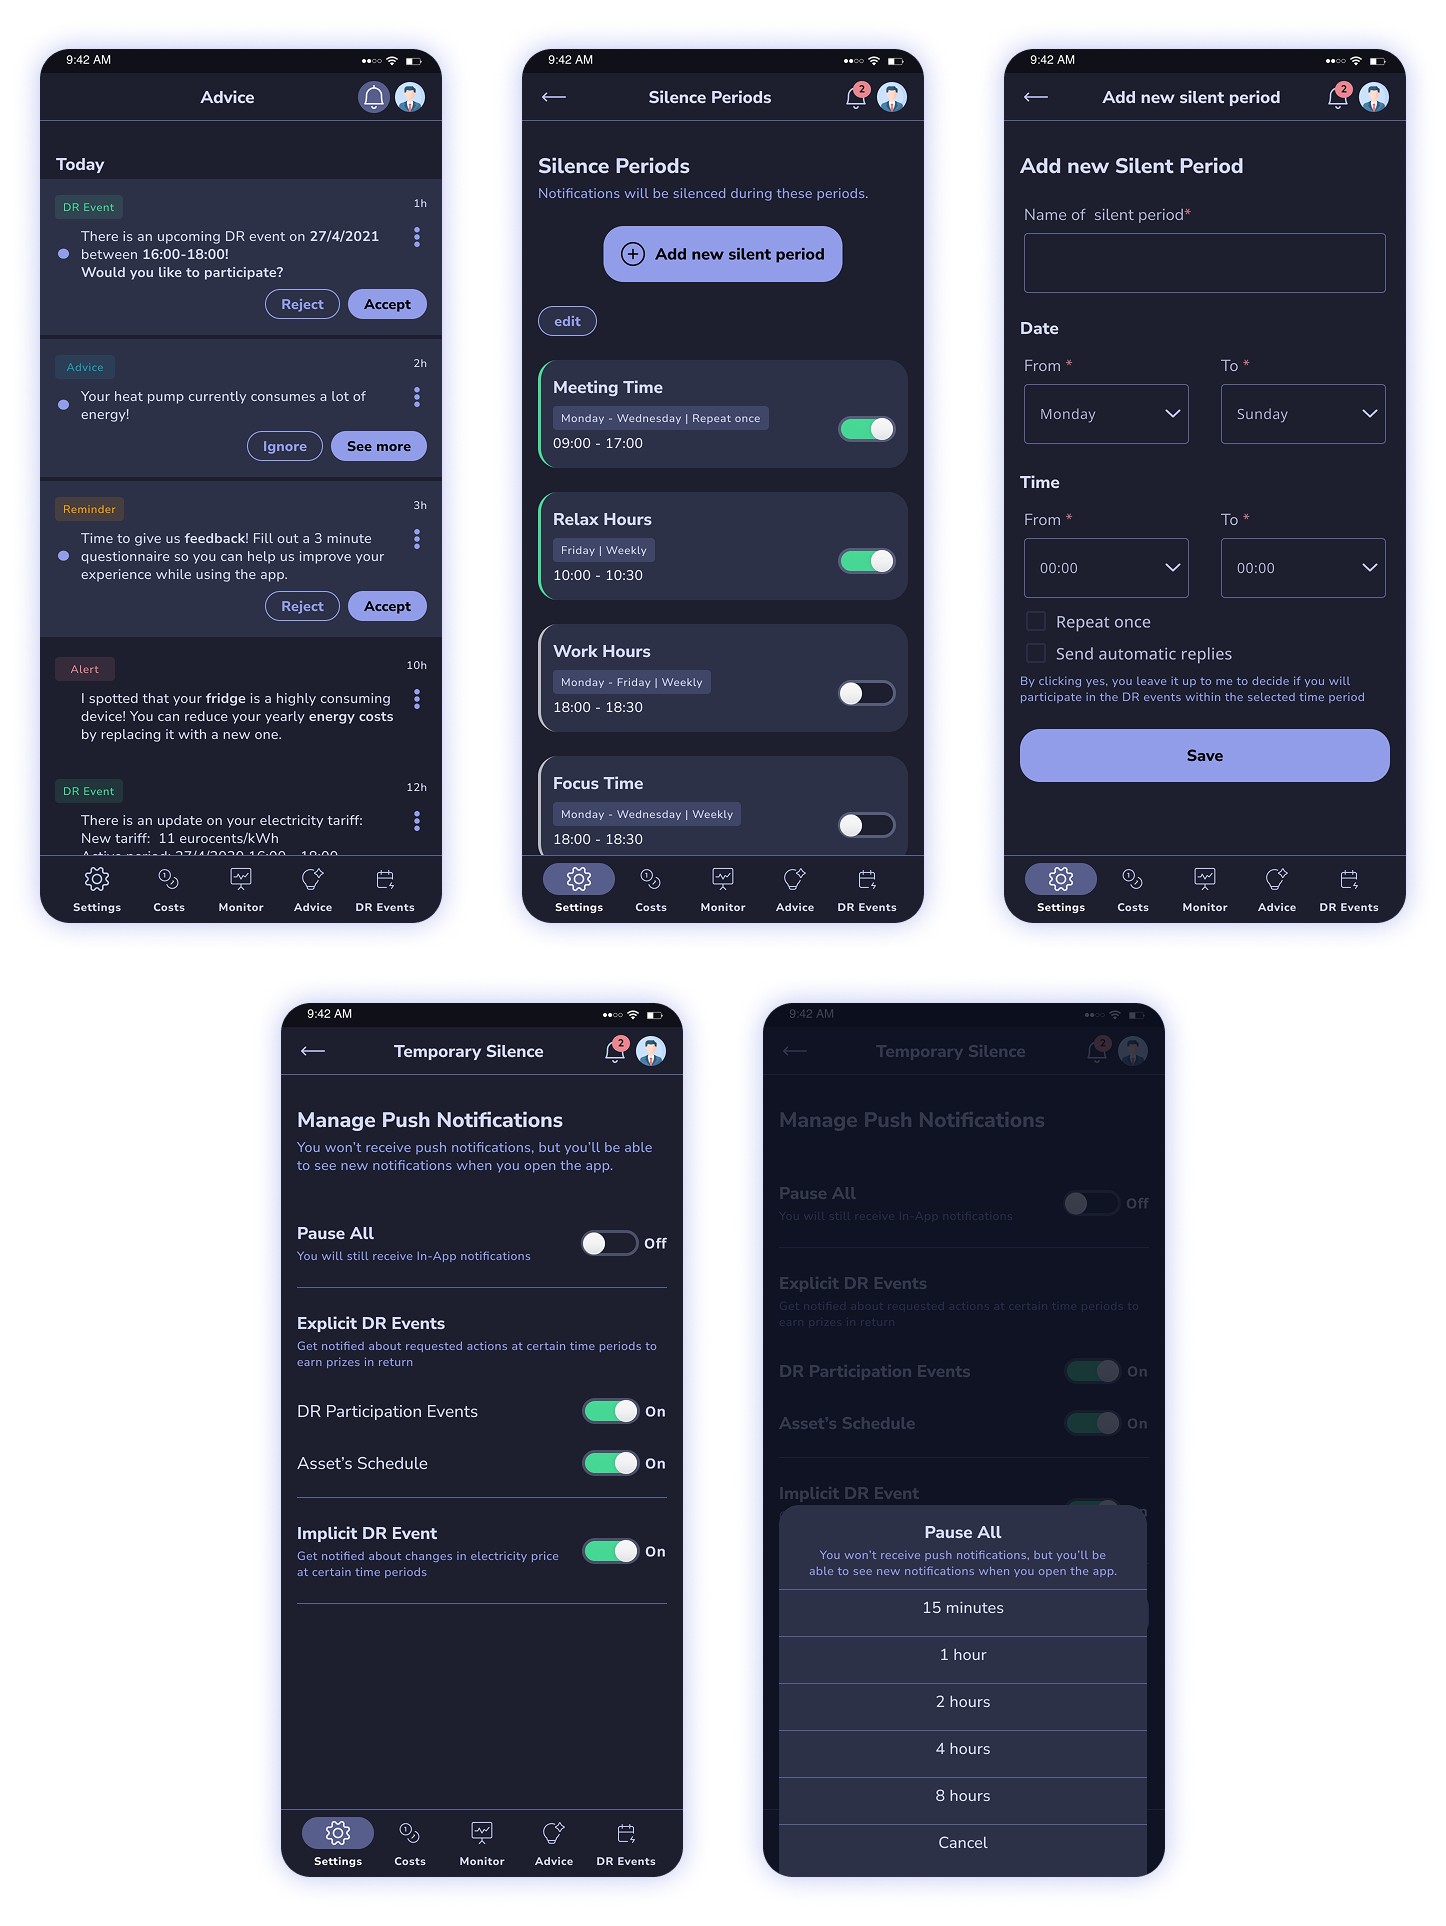 9:42 AM
Advice
Today
DR Event
1h
There is an upcoming DR event on 27/4/2021
between 16:00-18:00!
Would you like to participate?
Reject
Accept
Advice
2h
Your heat pump currently consumes a lot of
energy!
Ignore
See more
Reminder
3h
Time to give us feedback! Fill out a 3 minute
questionnaire so you can help us improve your
experience while using the app.
Reject
Accept
Alert
10h
I spotted that your fridge is a highly consuming
device! You can reduce your yearly energy costs
by replacing it with a new one.
DR Event
12h
There is an update on your electricity tariff:
New tariff: 11 eurocents/kWh
Active period: 27/4/2020 16:00 - 18:00
Settings
Costs
Monitor
Advice
DR Events
9:42 AM
Silence Periods
2
Silence Periods
Notifications will be silenced during these periods.
Add new silent period
edit
Meeting Time
Monday - Wednesday | Repeat once
09:00 - 17:00
Relax Hours
Friday | Weekly
10:00 - 10:30
Work Hours
Monday - Friday | Weekly
18:00 - 18:30
Focus Time
Monday - Wednesday | Weekly
18:00 - 18:30
Settings
Costs
Monitor
Advice
DR Events
9:42 AM
Add new silent period
2
Add new Silent Period
Name of silent period*
Date
From *
To *
Monday
Sunday
Time
From *
To *
00:00
00:00
Repeat once
Send automatic replies
By clicking yes, you leave it up to me to decide if you will
participate in the DR events within the selected time period
Save
Settings
Costs
Monitor
Advice
DR Events
9:42 AM
Temporary Silence
2
Manage Push Notifications
You won't receive push notifications, but you'll be able
to see new notifications when you open the app.
Pause All
Off
You will still receive In-App notifications
Explicit DR Events
Get notified about requested actions at certain time periods to
earn prizes in return
DR Participation Events
On
Asset's Schedule
On
Implicit DR Event
On
Get notified about changes in electricity price
at certain time periods
Settings
Costs
Monitor
Advice
DR Events
9:42 AM
Temporary Silence
2
Manage Push Notifications
Pause All
Off
You will still receive In-App notifications
Explicit DR Events
Get notified about requested actions at certain time periods to
earn prizes in return
DR Participation Events
On
Asset's Schedule
On
Implicit DR Event
Pause All
You won't receive push notifications, but you'll be
able to see new notifications when you open the app.
15 minutes
1 hour
2 hours
4 hours
8 hours
Cancel